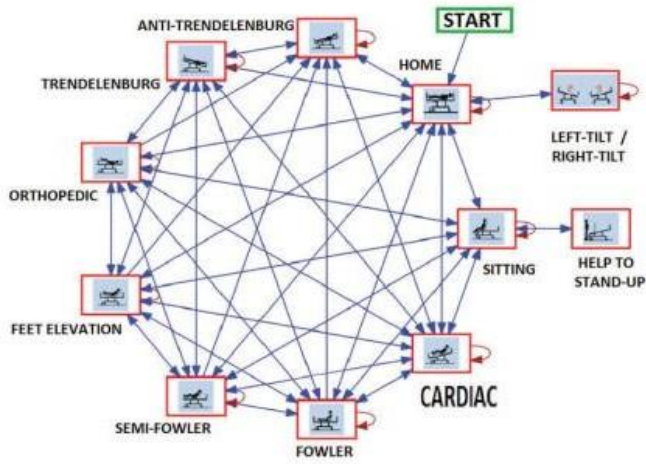 ANTI-TRENDELENBURG
START
HOME
TRENDELENBURG
LEFT-TILT /
RIGHT-TILT
ORTHOPEDIC
SITTING
HELP TO
STAND-UP
FEET ELEVATION
CARDIAC
SEMI-FOWLER
FOWLER